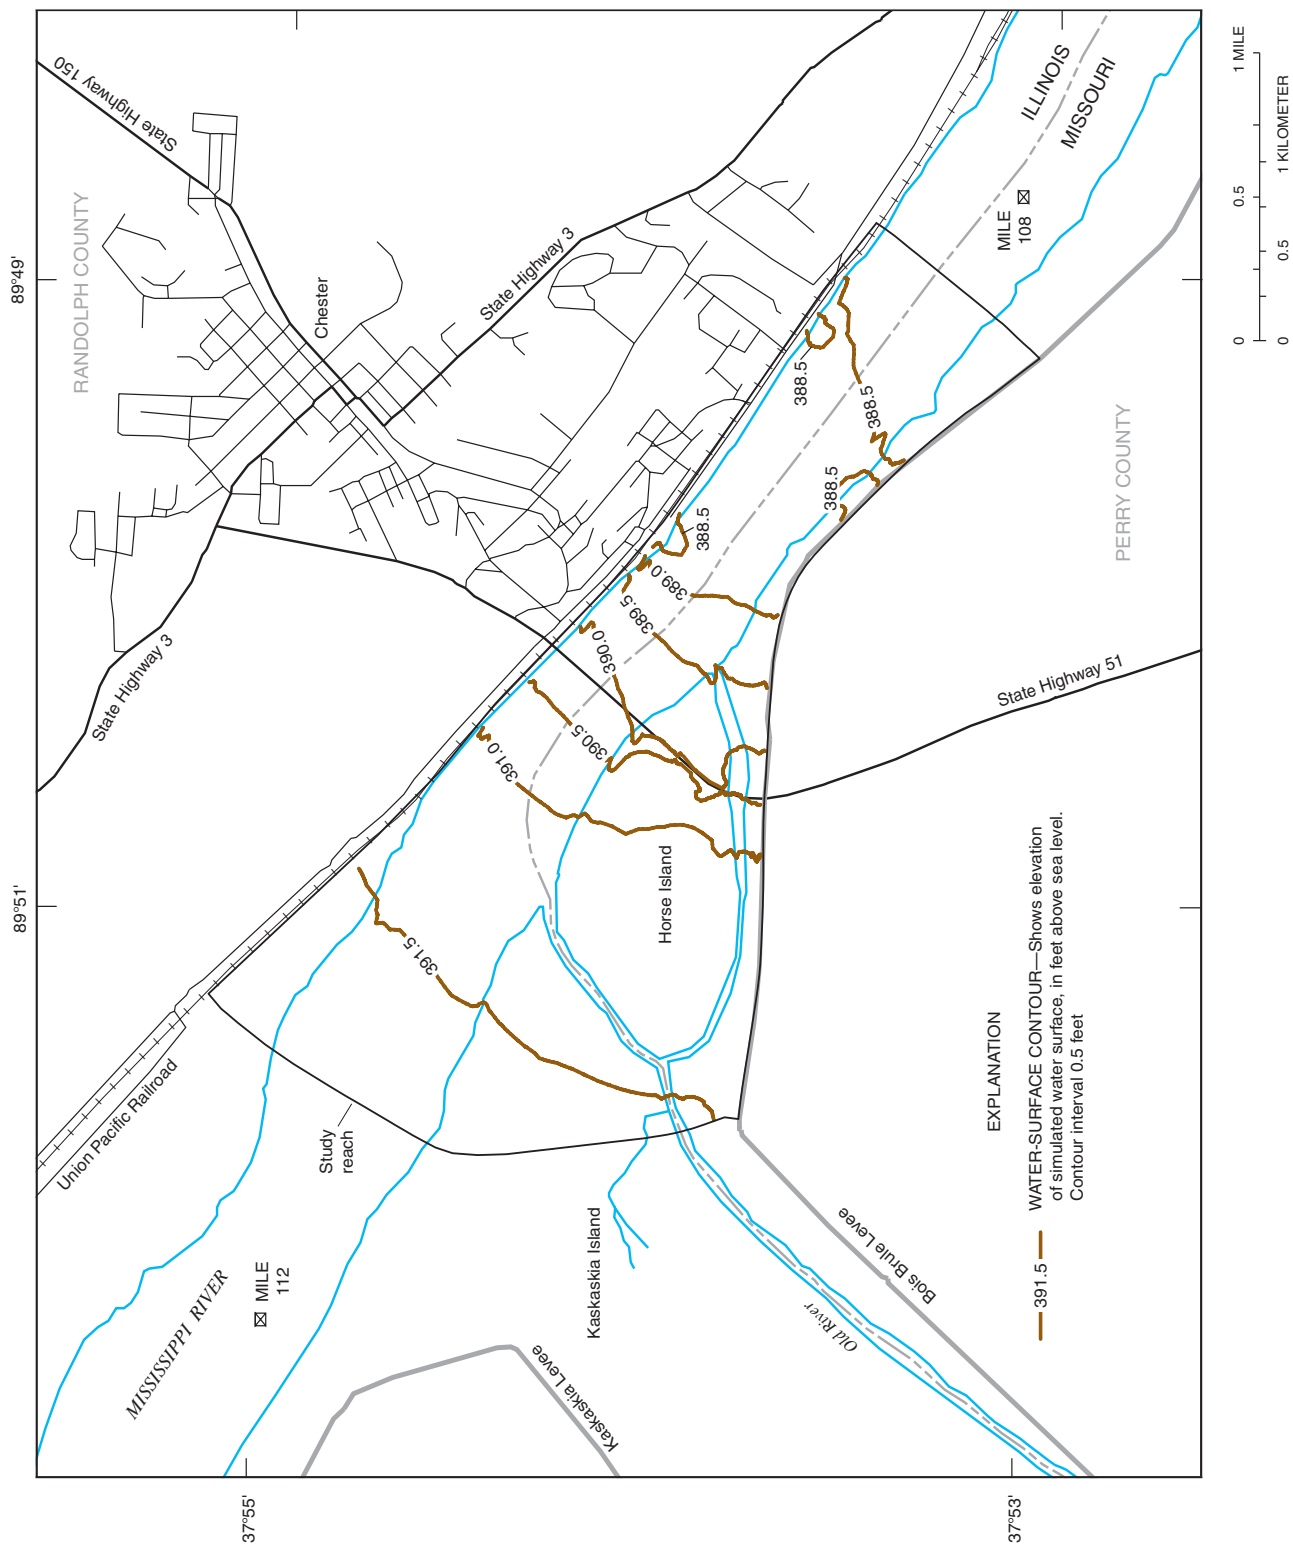 State Highway 150
RANDOLPH COUNTY
Chester
State Highway 3
State Highway 3
89°49'
89°51'
ILLINOIS
MISSOURI
MILE
108
388.5
388.5
388.5
388.5
389.0
389.5
390.0
390.5
391.0
391.5
PERRY COUNTY
State Highway 51
Horse Island
Union Pacific Railroad
Study
reach
MISSISSIPPI RIVER
MILE
112
Kaskaskia Island
Kaskaskia Levee
Old River
Bois Brule Levee
37°55'
37°53'
EXPLANATION
391.5
WATER-SURFACE CONTOUR—Shows elevation
of simulated water surface, in feet above sea level.
Contour interval 0.5 feet
0 0.5 1 MILE
0 0.5 1 KILOMETER